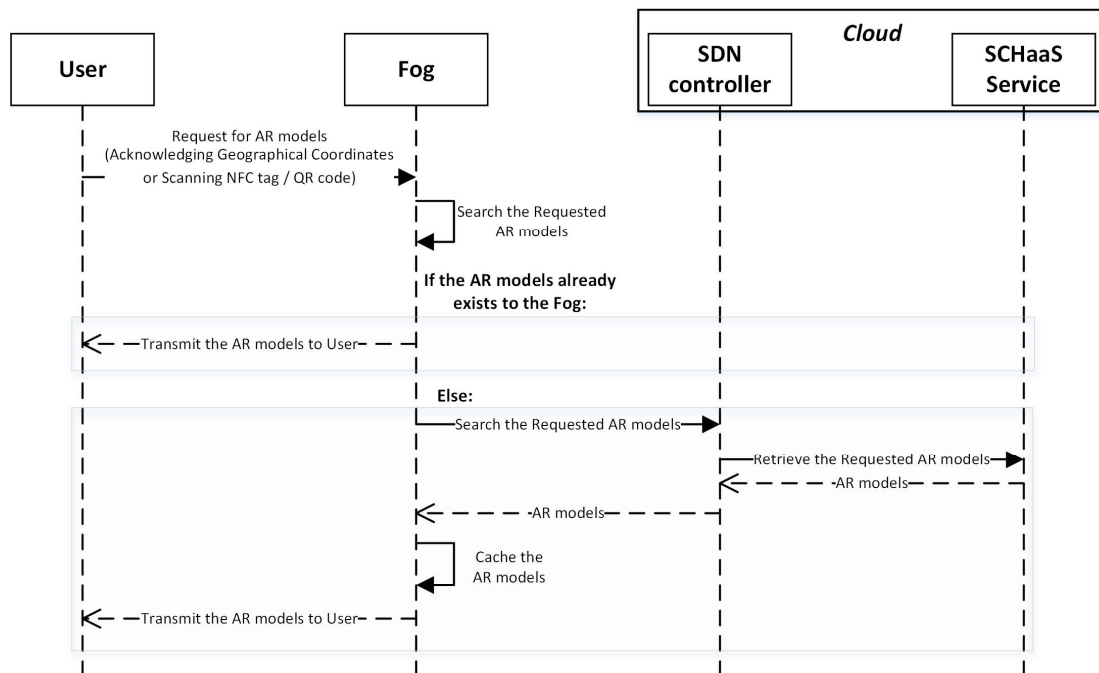 Cloud
User
Fog
SDN
controller
SCHaaS
Service
Request for AR models
(Acknowledging Geographical Coordinates
or Scanning NFC tag / QR code)
Search the Requested
AR models
If the AR models already
exists to the Fog:
Transmit the AR models to User
Else:
Search the Requested AR models
Retrieve the Requested AR models
AR models
AR models
Cache the
AR models
Transmit the AR models to User